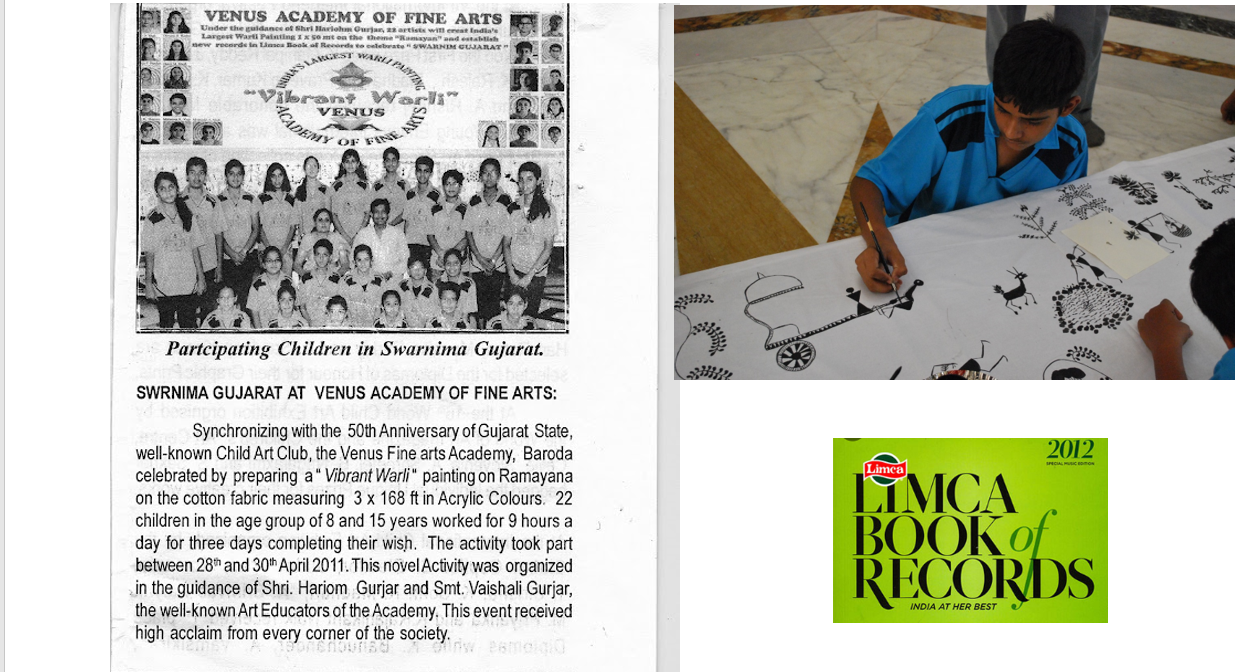 VENUS ACADEMY OF FINE ARTS
Under the guidance of Shri Hariohm Gurjar, 22 artists will creat India's
Largest Warli Painting 1 x 50 mt on the theme "Ramayan" and establish
new records in Limca Book of Records to celebrate " SWARNIM GUJARAT "
INDIA'S LARGEST WARLI PAINTING
"Vibrant Warli"
VENUS
ACADEMY OF FINE ARTS
Partcipating Children in Swarnima Gujarat.
SWRNIMA GUJARAT AT VENUS ACADEMY OF FINE ARTS:
Synchronizing with the 50th Anniversary of Gujarat State,
well-known Child Art Club, the Venus Fine arts Academy, Baroda
celebrated by preparing a " Vibrant Warli " painting on Ramayana
on the cotton fabric measuring 3 x 168 ft in Acrylic Colours. 22
children in the age group of 8 and 15 years worked for 9 hours a
day for three days completing their wish. The activity took part
between 28th and 30th April 2011. This novel Activity was organized
in the guidance of Shri. Hariom Gurjar and Smt. Vaishali Gurjar,
the well-known Art Educators of the Academy. This event received
high acclaim from every corner of the society.
2012
SPECIAL MUSIC EDITION
Limca
LIMCA
BOOK of
RECORDS
INDIA AT HER BEST